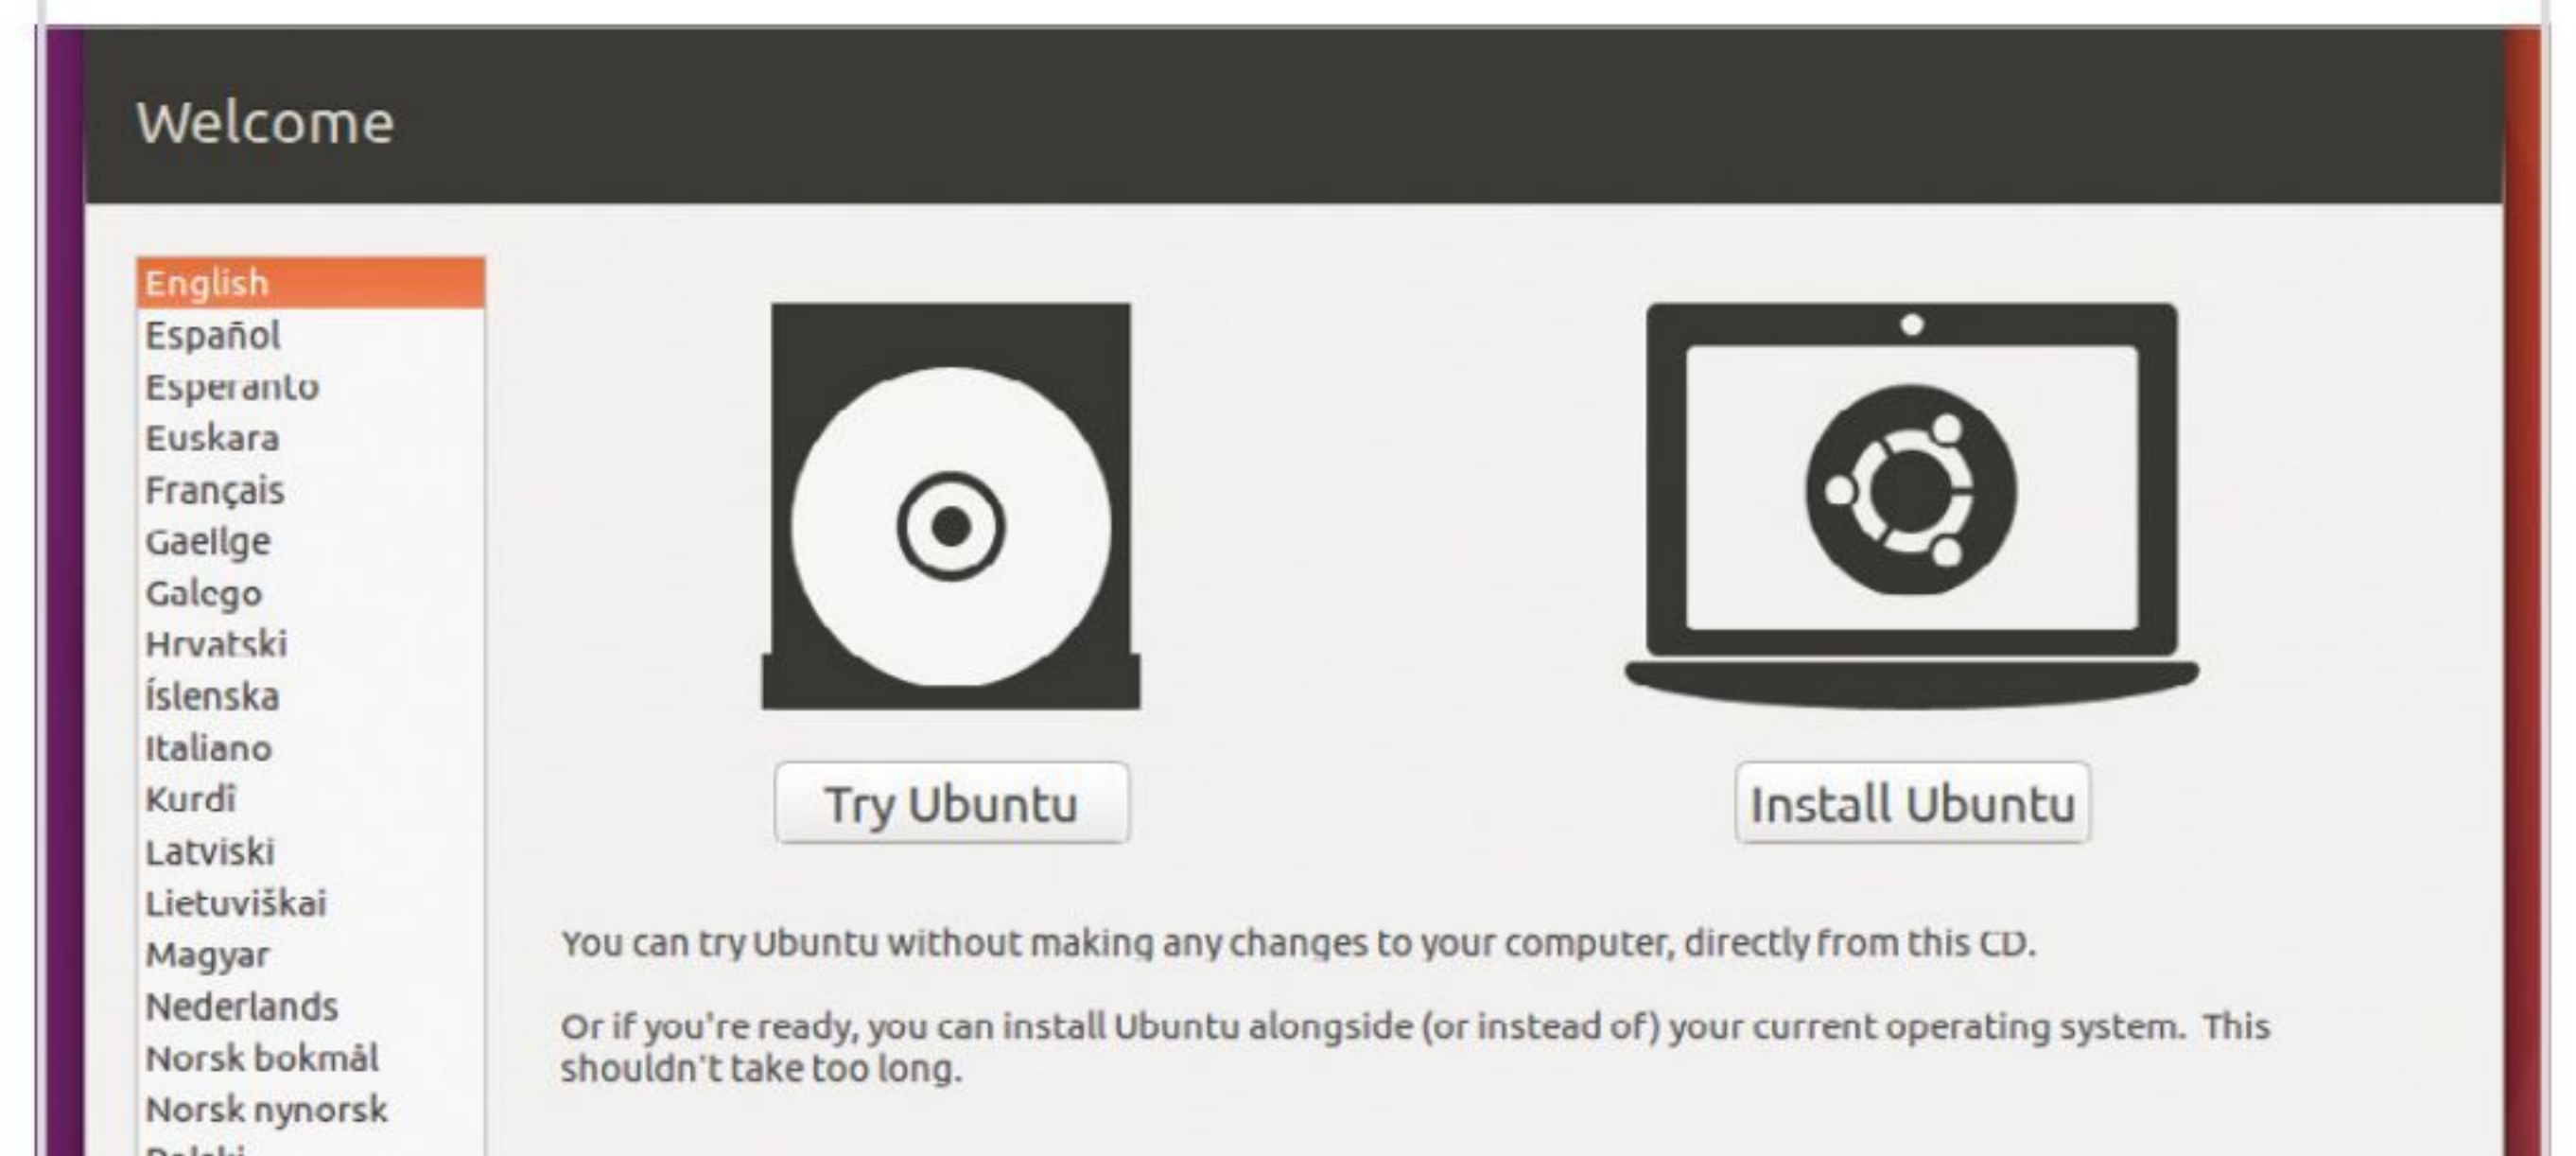 Welcome
English
Español
Esperanto
Euskara
Français
Gaeilge
Galego
Hrvatski
Íslenska
Italiano
Kurdî
Latviski
Lietuviškai
Magyar
Nederlands
Norsk bokmål
Norsk nynorsk
Polski
Try Ubuntu
Install Ubuntu
You can try Ubuntu without making any changes to your computer, directly from this CD.
Or if you're ready, you can install Ubuntu alongside (or instead of) your current operating system. This
shouldn't take too long.